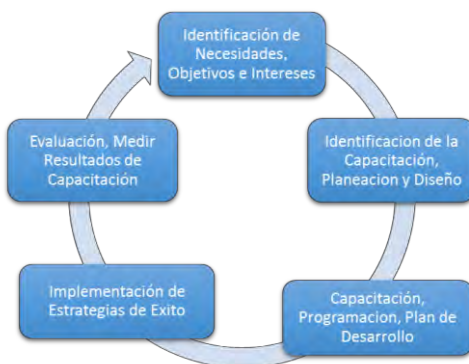 Identificación de
Necesidades,
Objetivos e Intereses
Identificacion de la
Capacitación,
Planeacion y Diseño
Capacitación,
Programacion, Plan de
Desarrollo
Implementación de
Estrategias de Exito
Evaluación, Medir
Resultados de
Capacitación